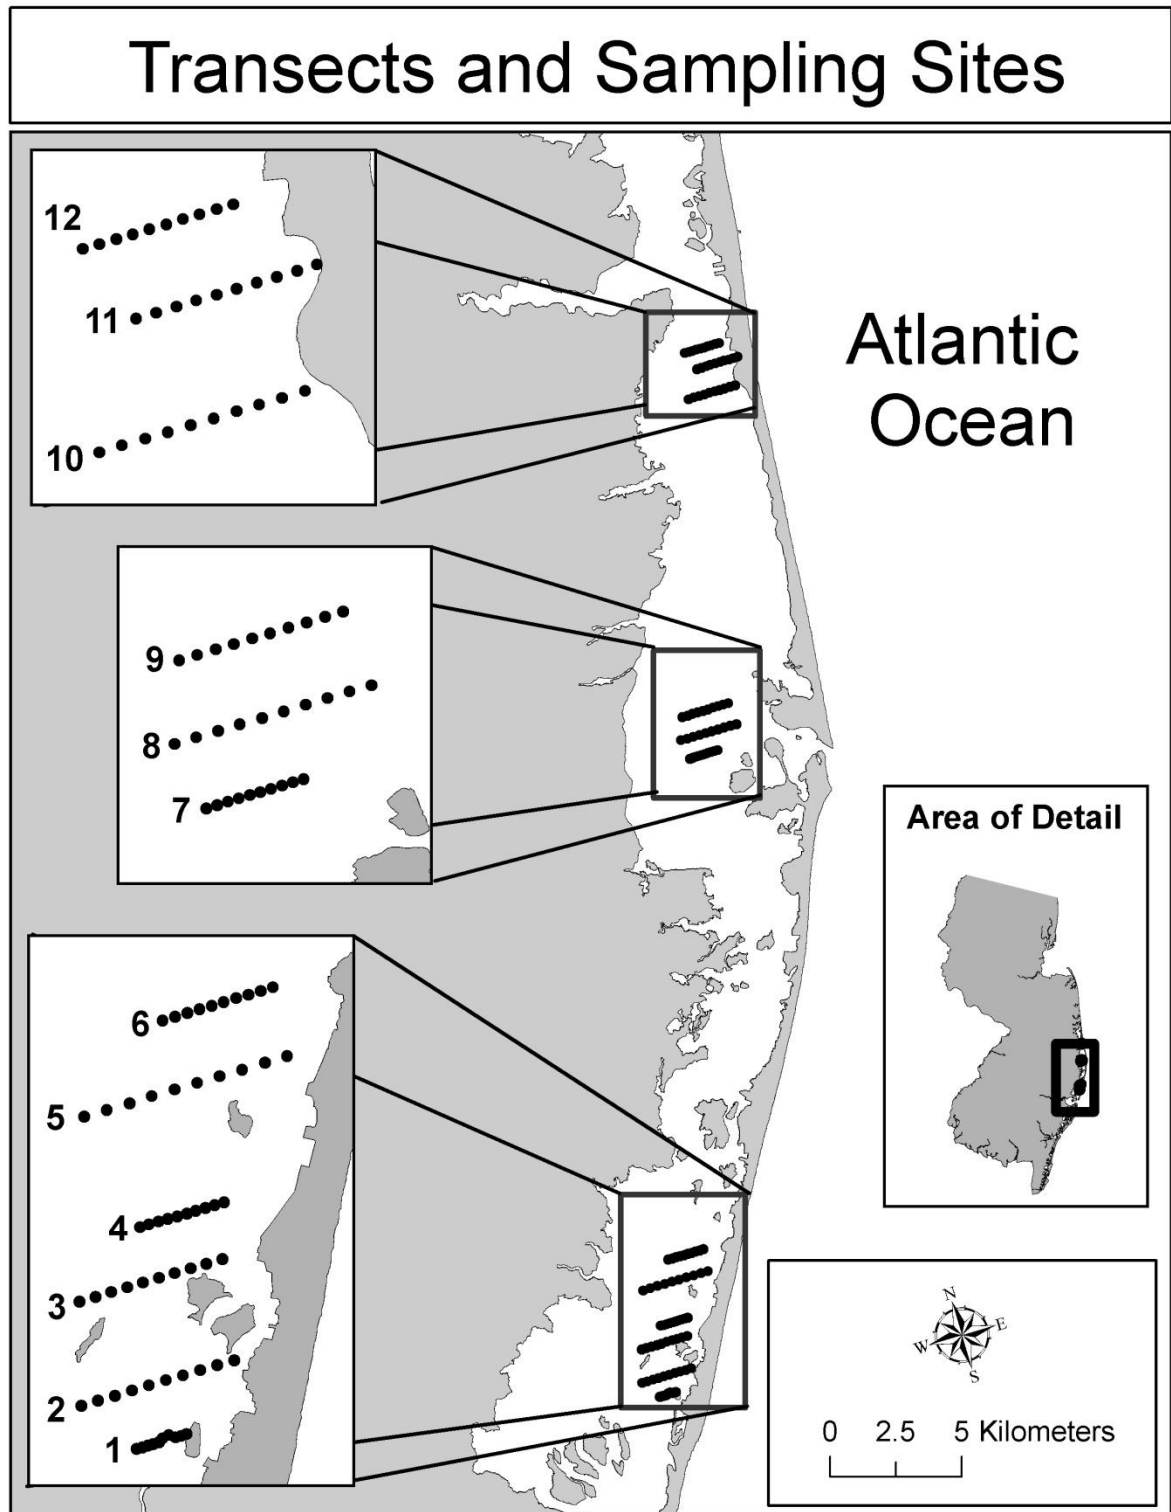 Transects and Sampling Sites
12
11
10
Atlantic
Ocean
9
8
7
Area of Detail
6
5
4
3
2
1
N
W E
S
0 2.5 5 Kilometers